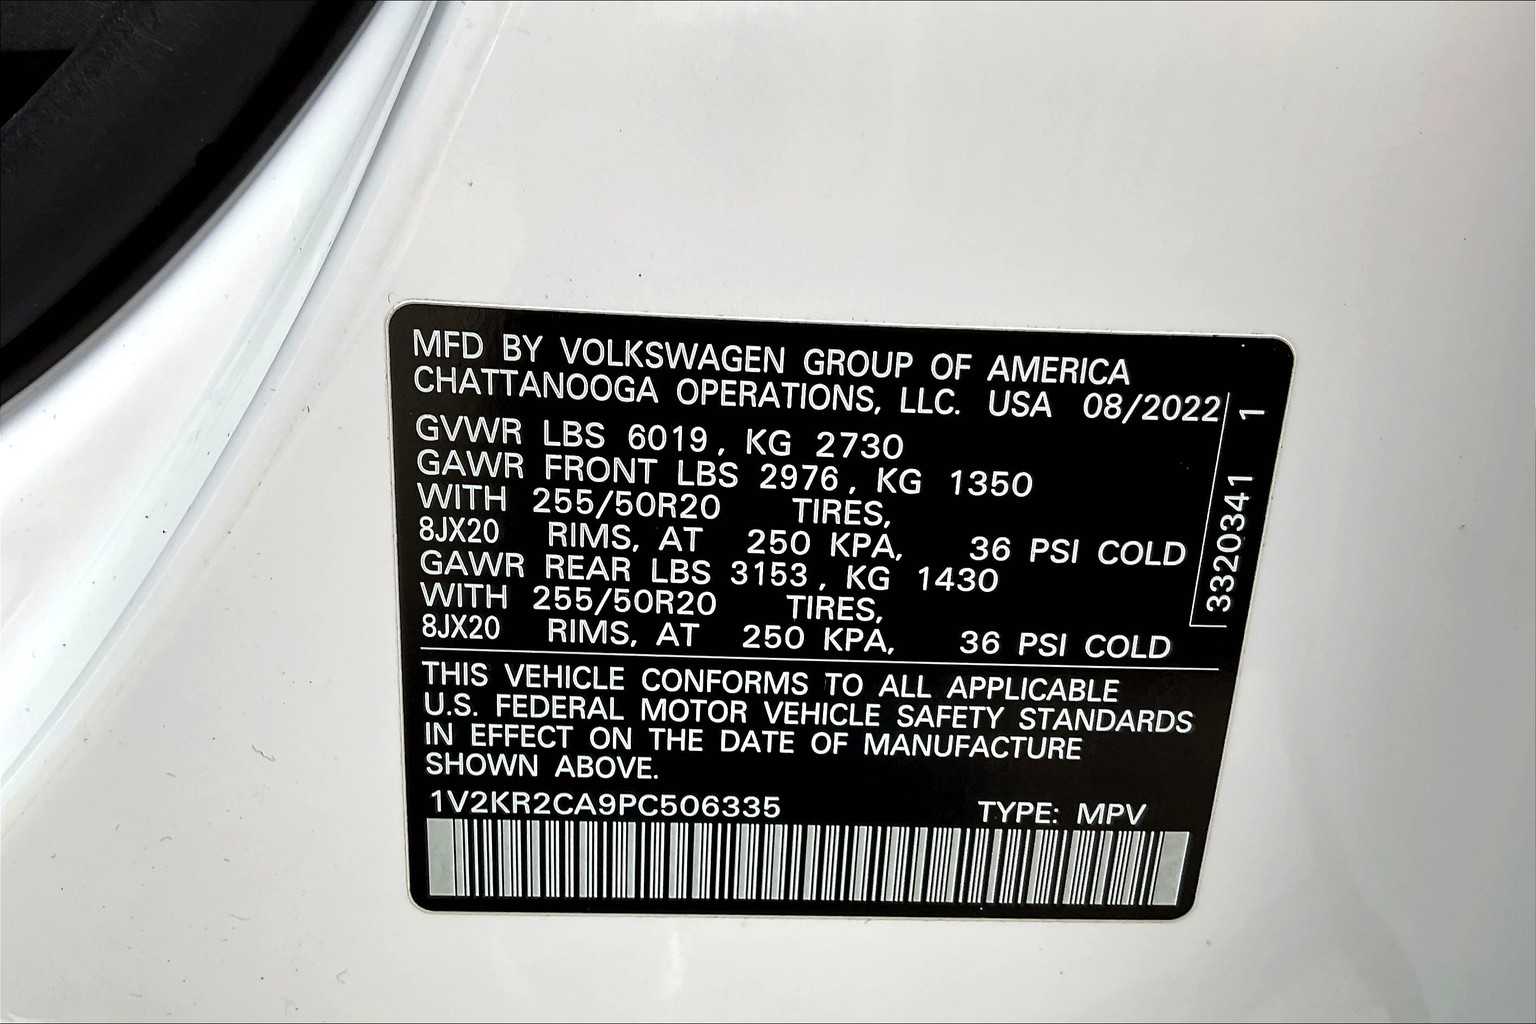 MFD BY VOLKSWAGEN GROUP OF AMERICA
CHATTANOOGA OPERATIONS, LLC. USA 08/2022
GVWR LBS 6019, KG 2730
GAWR FRONT LBS 2976, KG 1350
WITH 255/50R20 TIRES,
8JX20 RIMS, AT 250 KPA, 36 PSI COLD
GAWR REAR LBS 3153, KG 1430
WITH 255/50R20 TIRES,
8JX20 RIMS, AT 250 KPA, 36 PSI COLD
3320341 1
THIS VEHICLE CONFORMS TO ALL APPLICABLE
U.S. FEDERAL MOTOR VEHICLE SAFETY STANDARDS
IN EFFECT ON THE DATE OF MANUFACTURE
SHOWN ABOVE.
1V2KR2CA9PC506335 TYPE: MPV